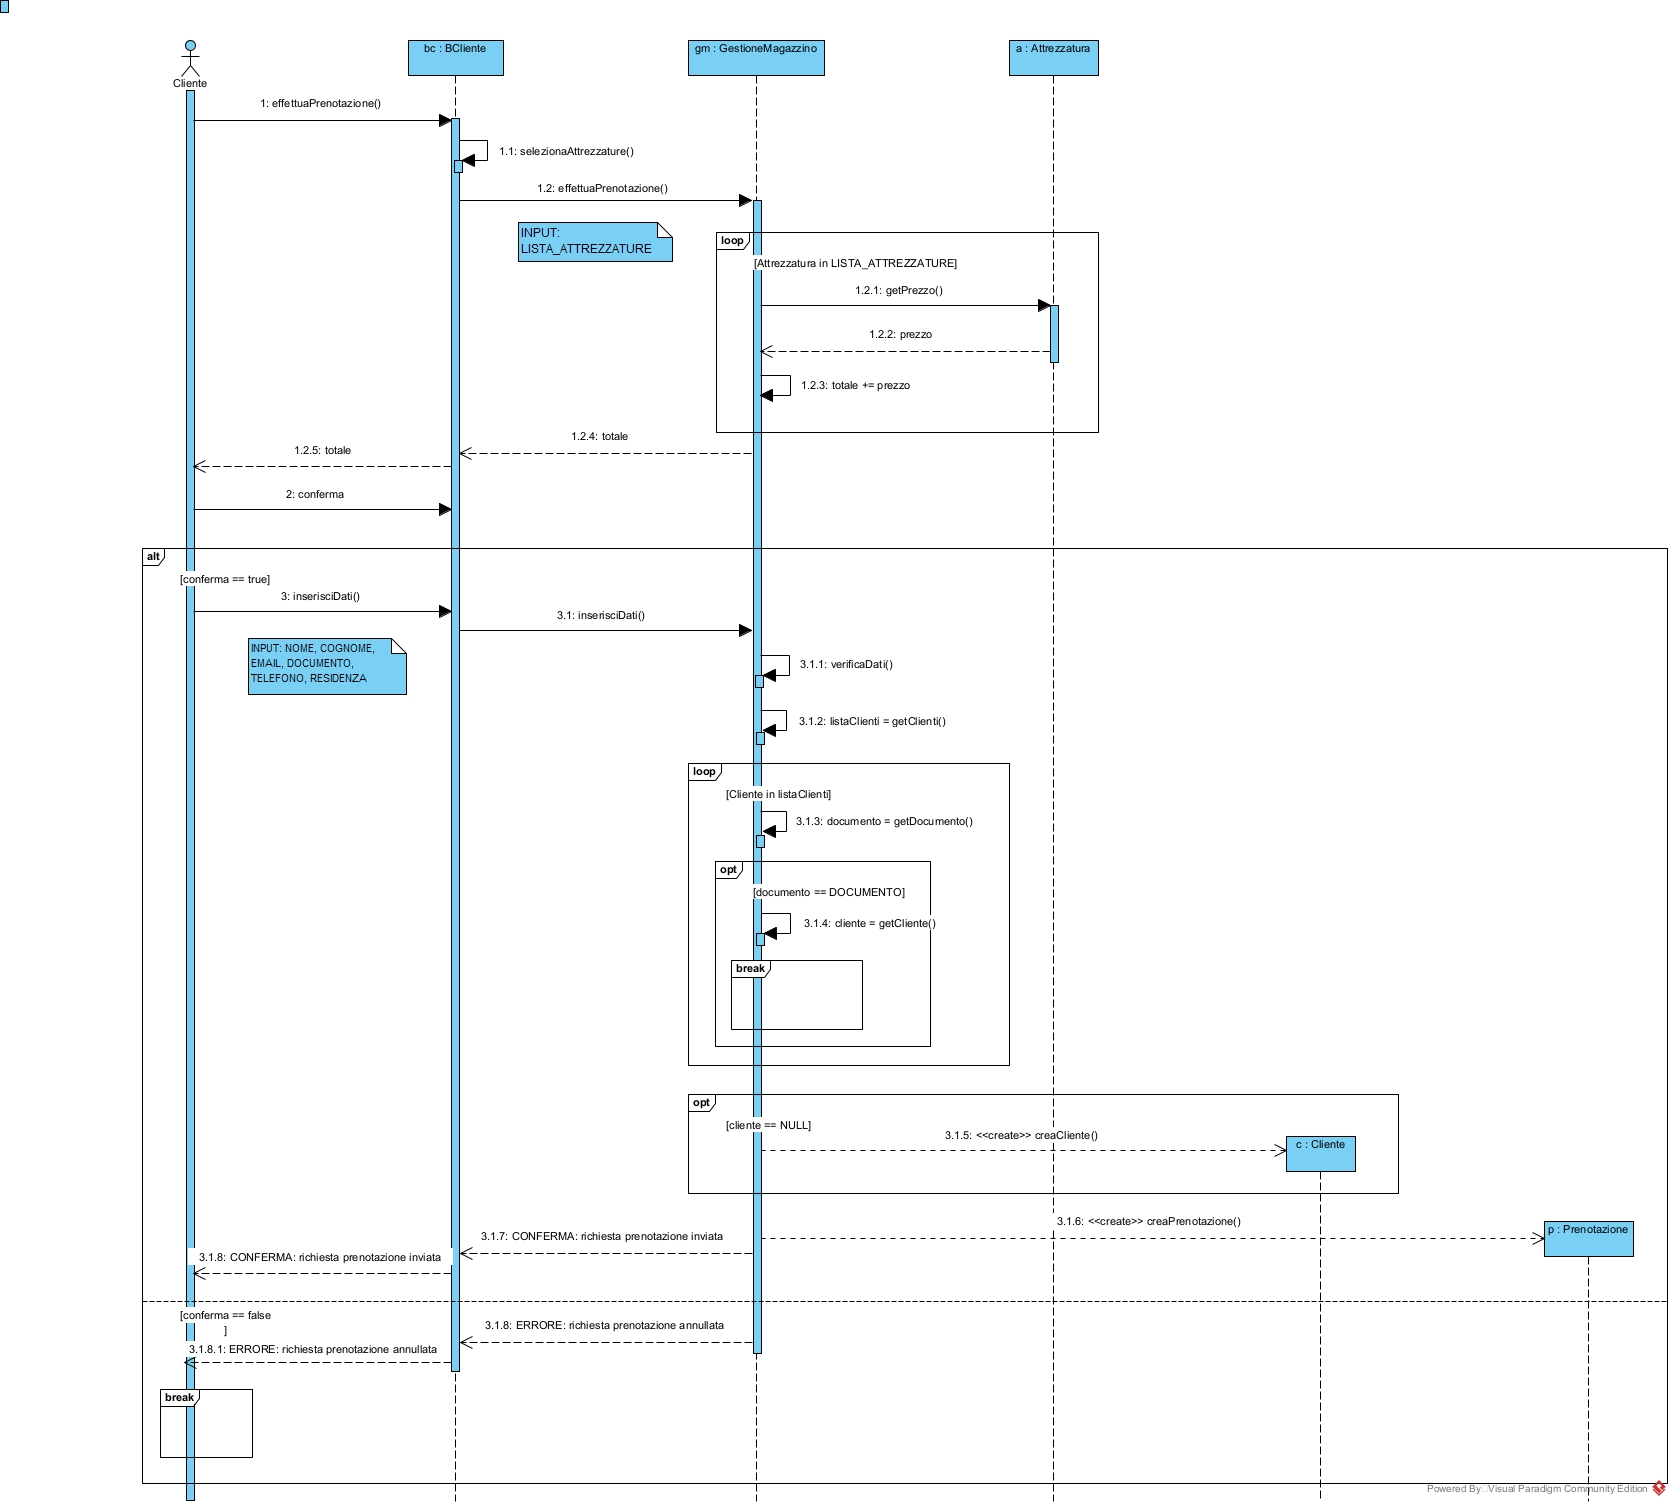 Cliente
bc : BCliente
gm : GestioneMagazzino
a : Attrezzatura
1: effettuaPrenotazione()
1.1: selezionaAttrezzature()
1.2: effettuaPrenotazione()
INPUT:
LISTA_ATTREZZATURE
loop
[Attrezzatura in LISTA_ATTREZZATURE]
1.2.1: getPrezzo()
1.2.2: prezzo
1.2.3: totale += prezzo
1.2.4: totale
1.2.5: totale
2: conferma
alt
[conferma == true]
3: inserisciDati()
3.1: inserisciDati()
INPUT: NOME, COGNOME,
EMAIL, DOCUMENTO,
TELEFONO, RESIDENZA
3.1.1: verificaDati()
3.1.2: listaClienti = getClienti()
loop
[Cliente in listaClienti]
3.1.3: documento = getDocumento()
opt
[documento == DOCUMENTO]
3.1.4: cliente = getCliente()
break
opt
[cliente == NULL]
3.1.5: <<create>> creaCliente()
c : Cliente
3.1.6: <<create>> creaPrenotazione()
p : Prenotazione
3.1.7: CONFERMA: richiesta prenotazione inviata
3.1.8: CONFERMA: richiesta prenotazione inviata
[conferma == false
]
3.1.8: ERRORE: richiesta prenotazione annullata
3.1.8.1: ERRORE: richiesta prenotazione annullata
break
Powered By Visual Paradigm Community Edition